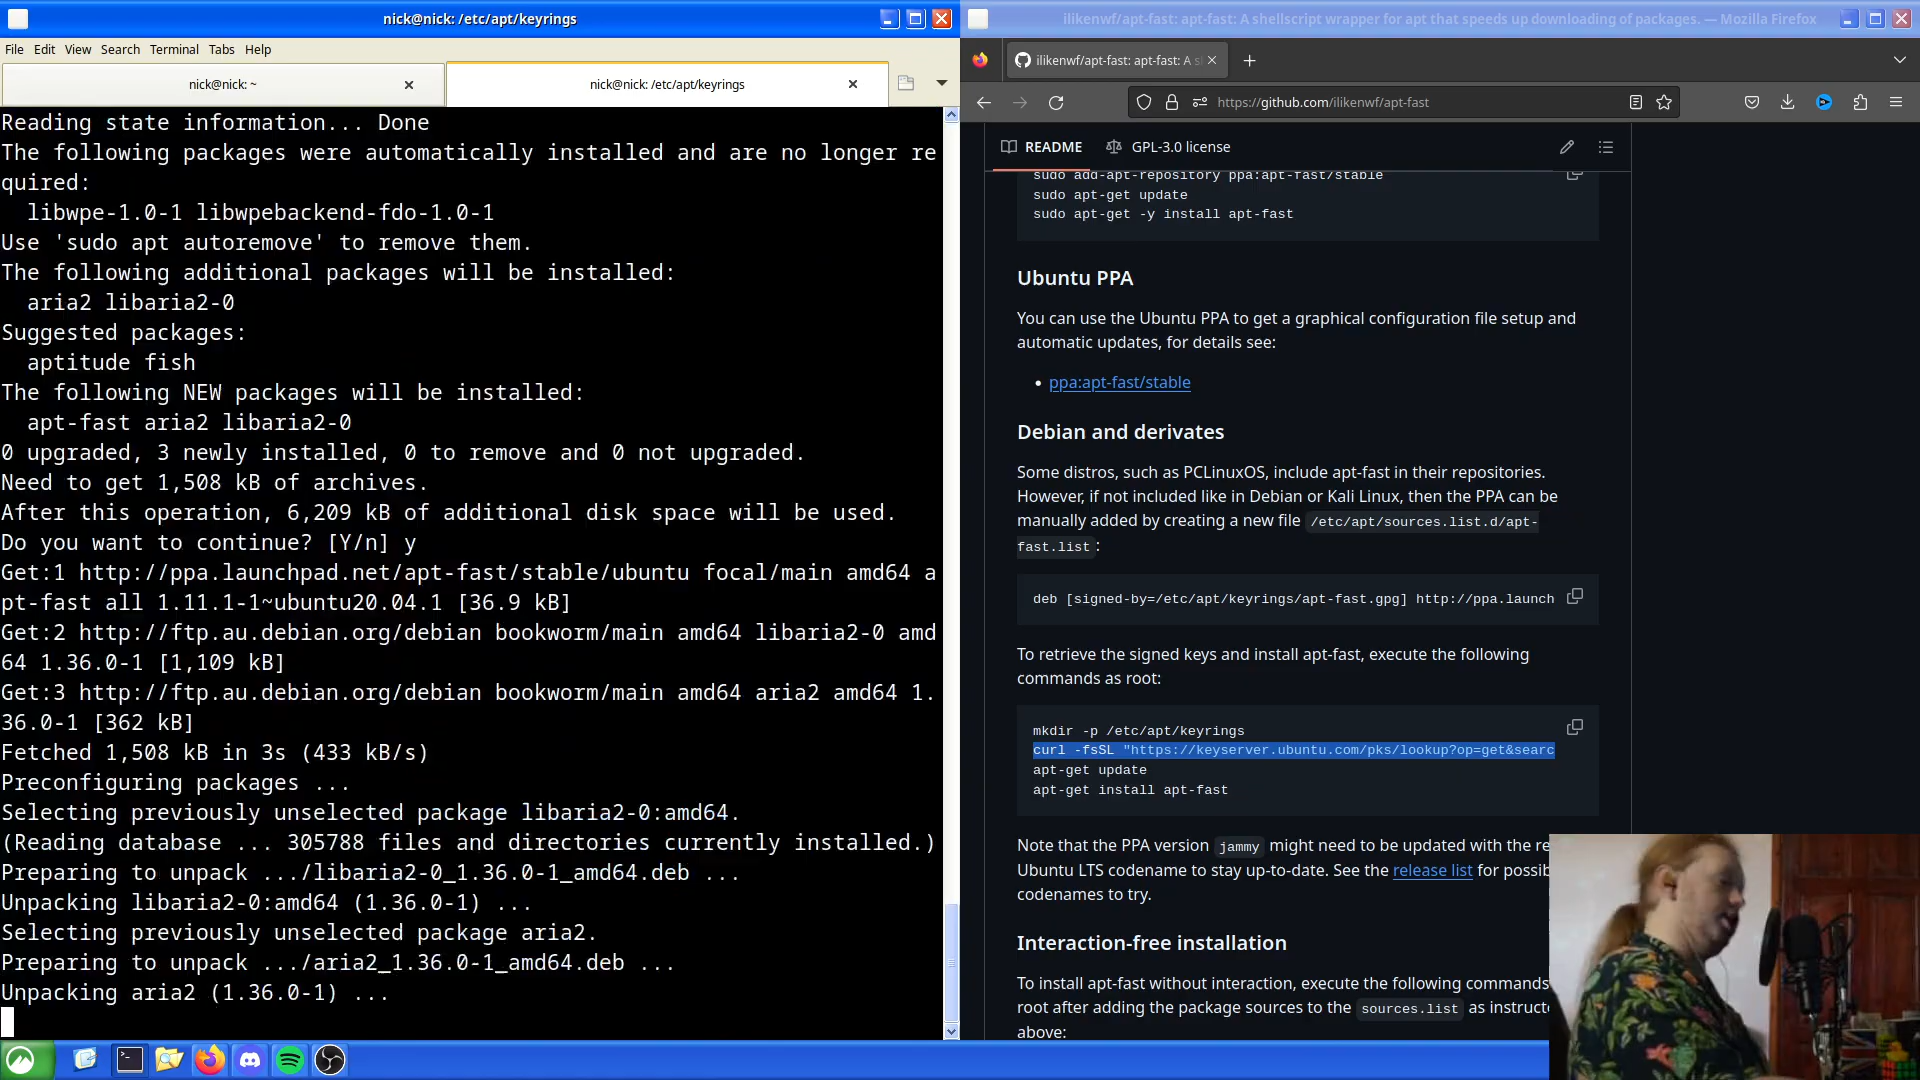 nick@nick: /etc/apt/keyrings
File Edit View Search Terminal Tabs Help
nick@nick: ~
nick@nick: /etc/apt/keyrings
Reading state information... Done
The following packages were automatically installed and are no longer re
quired:
libwpe-1.0-1 libwpebackend-fdo-1.0-1
Use 'sudo apt autoremove' to remove them.
The following additional packages will be installed:
aria2 libaria2-0
Suggested packages:
aptitude fish
The following NEW packages will be installed:
apt-fast aria2 libaria2-0
0 upgraded, 3 newly installed, 0 to remove and 0 not upgraded.
Need to get 1,508 kB of archives.
After this operation, 6,209 kB of additional disk space will be used.
Do you want to continue? [Y/n] y
Get:1 http://ppa.launchpad.net/apt-fast/stable/ubuntu focal/main amd64 a
pt-fast all 1.11.1-1~ubuntu20.04.1 [36.9 kB]
Get:2 http://ftp.au.debian.org/debian bookworm/main amd64 libaria2-0 amd
64 1.36.0-1 [1,109 kB]
Get:3 http://ftp.au.debian.org/debian bookworm/main amd64 aria2 amd64 1.
36.0-1 [362 kB]
Fetched 1,508 kB in 3s (433 kB/s)
Preconfiguring packages ...
Selecting previously unselected package libaria2-0:amd64.
(Reading database ... 305788 files and directories currently installed.)
Preparing to unpack .../libaria2-0_1.36.0-1_amd64.deb ...
Unpacking libaria2-0:amd64 (1.36.0-1) ...
Selecting previously unselected package aria2.
Preparing to unpack .../aria2_1.36.0-1_amd64.deb ...
Unpacking aria2 (1.36.0-1) ...
ilikenwf/apt-fast: apt-fast: A shellscript wrapper for apt that speeds up downloading of packages. — Mozilla Firefox
ilikenwf/apt-fast: apt-fast: A s
https://github.com/ilikenwf/apt-fast
README GPL-3.0 license
sudo add-apt-repository ppa:apt-fast/stable
sudo apt-get update
sudo apt-get -y install apt-fast
Ubuntu PPA
You can use the Ubuntu PPA to get a graphical configuration file setup and
automatic updates, for details see:
• ppa:apt-fast/stable
Debian and derivates
Some distros, such as PCLinuxOS, include apt-fast in their repositories.
However, if not included like in Debian or Kali Linux, then the PPA can be
manually added by creating a new file /etc/apt/sources.list.d/apt-
fast.list:
deb [signed-by=/etc/apt/keyrings/apt-fast.gpg] http://ppa.launch
To retrieve the signed keys and install apt-fast, execute the following
commands as root:
mkdir -p /etc/apt/keyrings
curl -fsSL "https://keyserver.ubuntu.com/pks/lookup?op=get&searc
apt-get update
apt-get install apt-fast
Note that the PPA version jammy might need to be updated with the re
Ubuntu LTS codename to stay up-to-date. See the release list for possib
codenames to try.
Interaction-free installation
To install apt-fast without interaction, execute the following commands
root after adding the package sources to the sources.list as instructe
above: